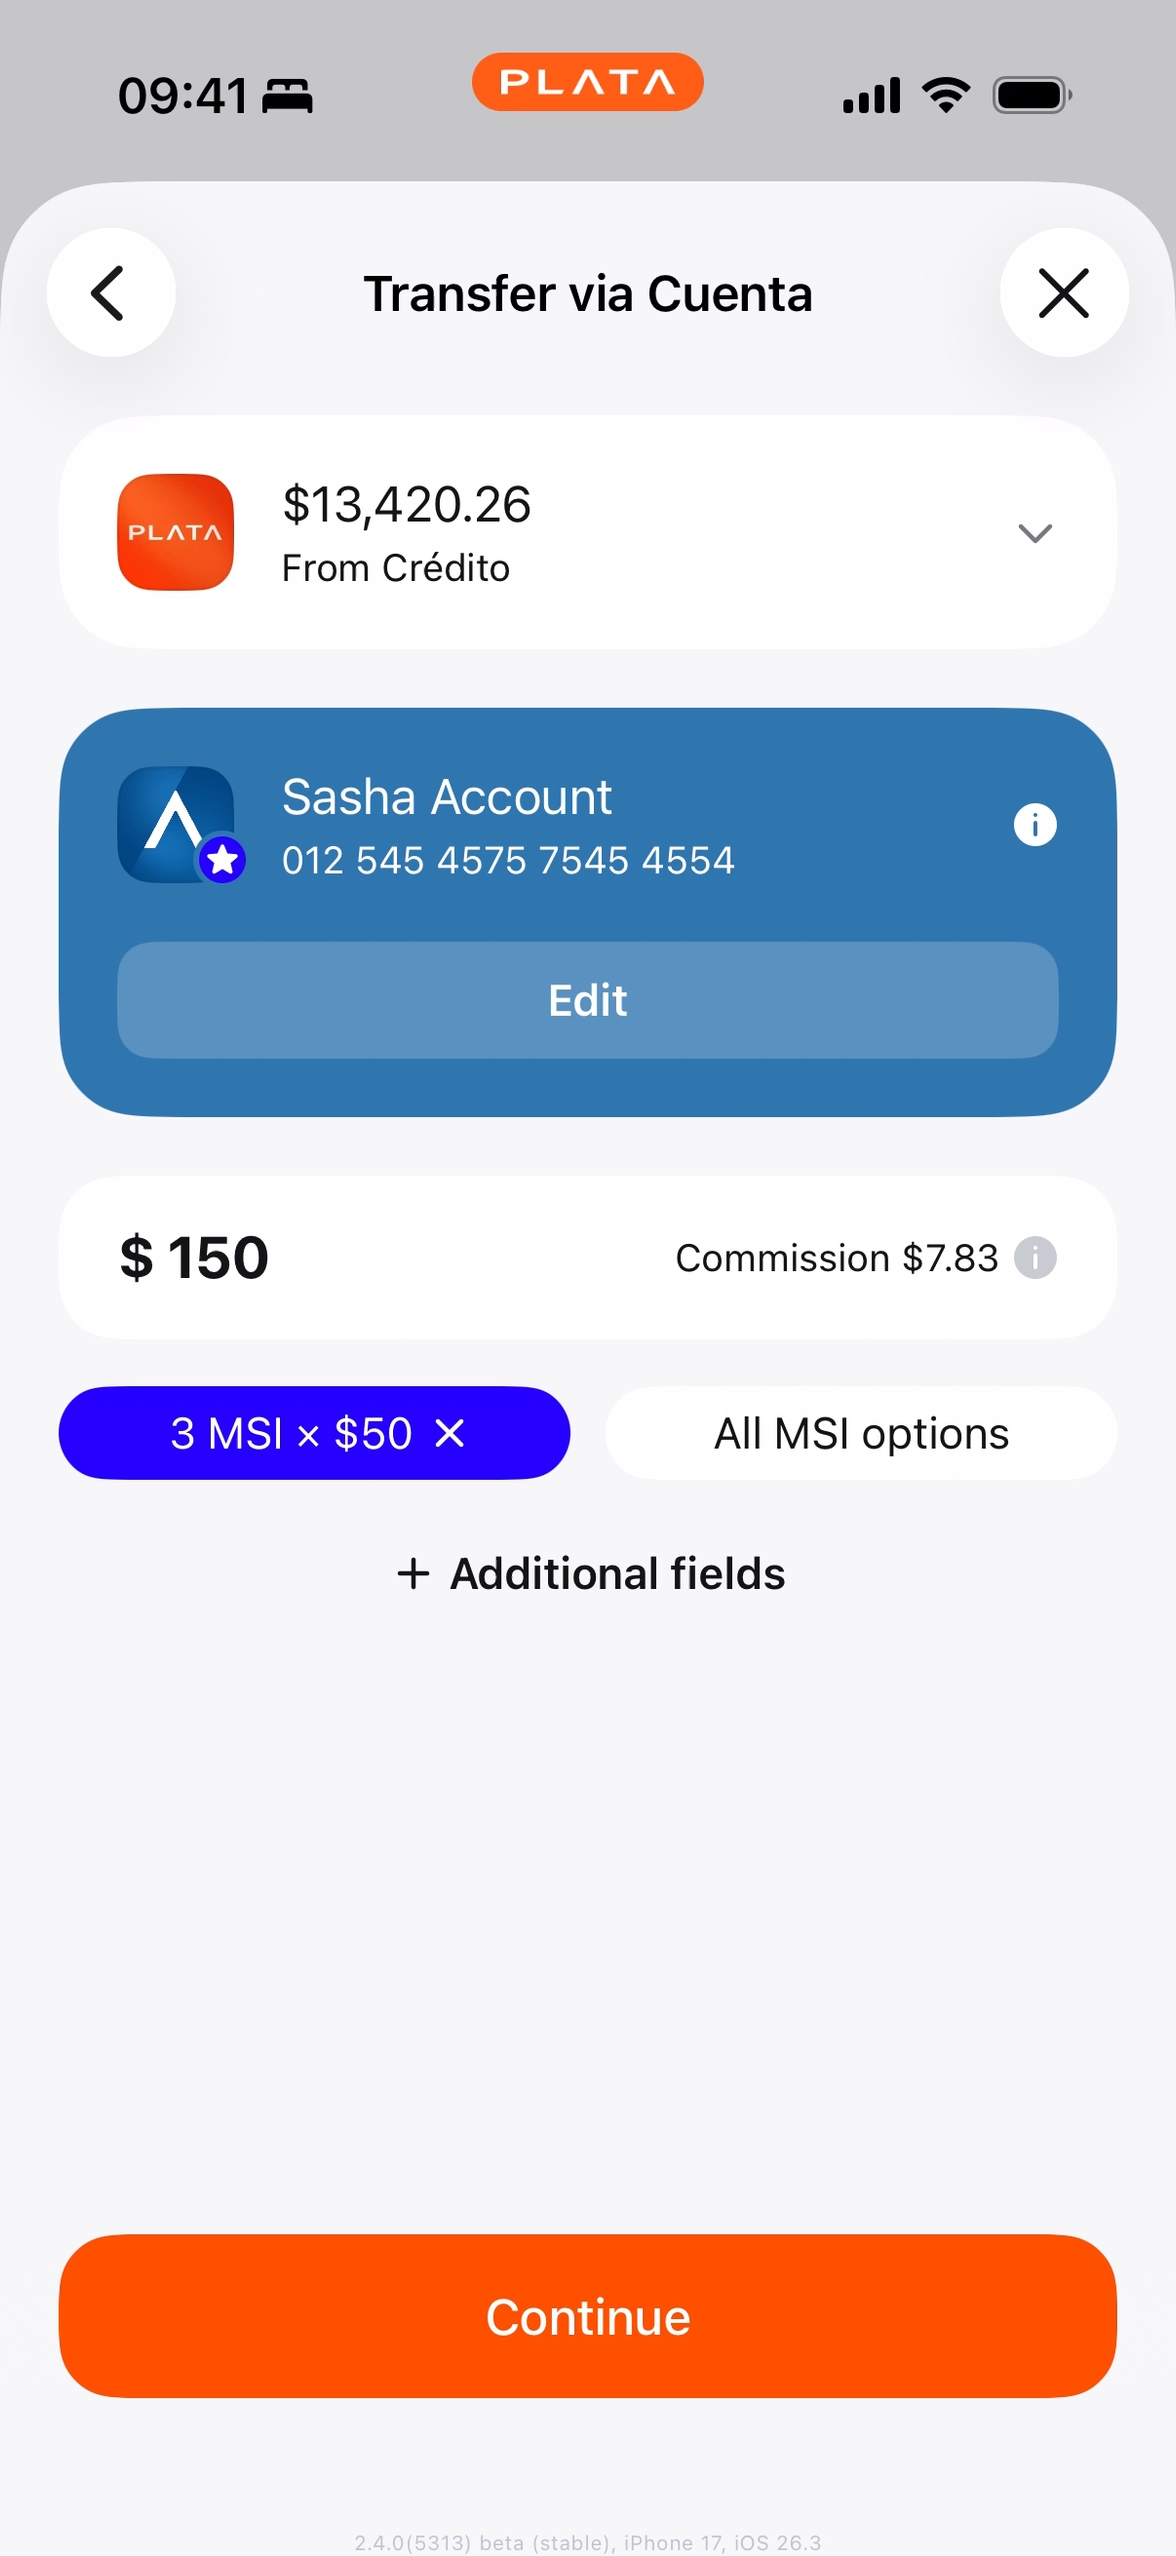 09:41
PLATA
Transfer via Cuenta
PLATA
$13,420.26
From Crédito
Sasha Account
012 545 4575 7545 4554
Edit
$ 150
Commission $7.83
3 MSI × $50
All MSI options
+ Additional fields
Continue
2.4.0(5313) beta (stable), iPhone 17, iOS 26.3